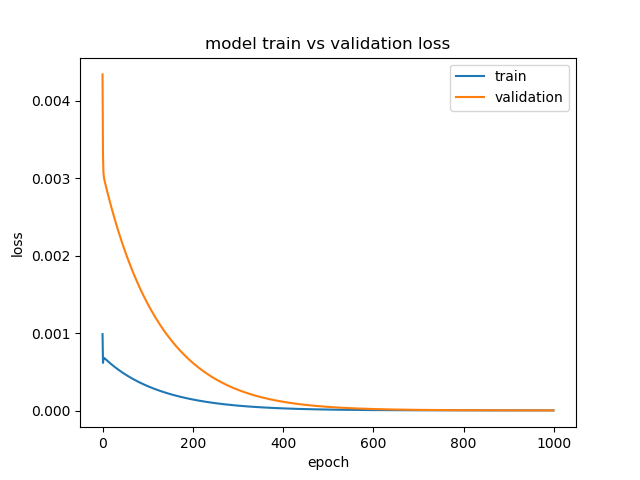 model train vs validation loss
train
validation
0.004
0.003
0.002
0.001
0.000
loss
0 200 400 600 800 1000
epoch